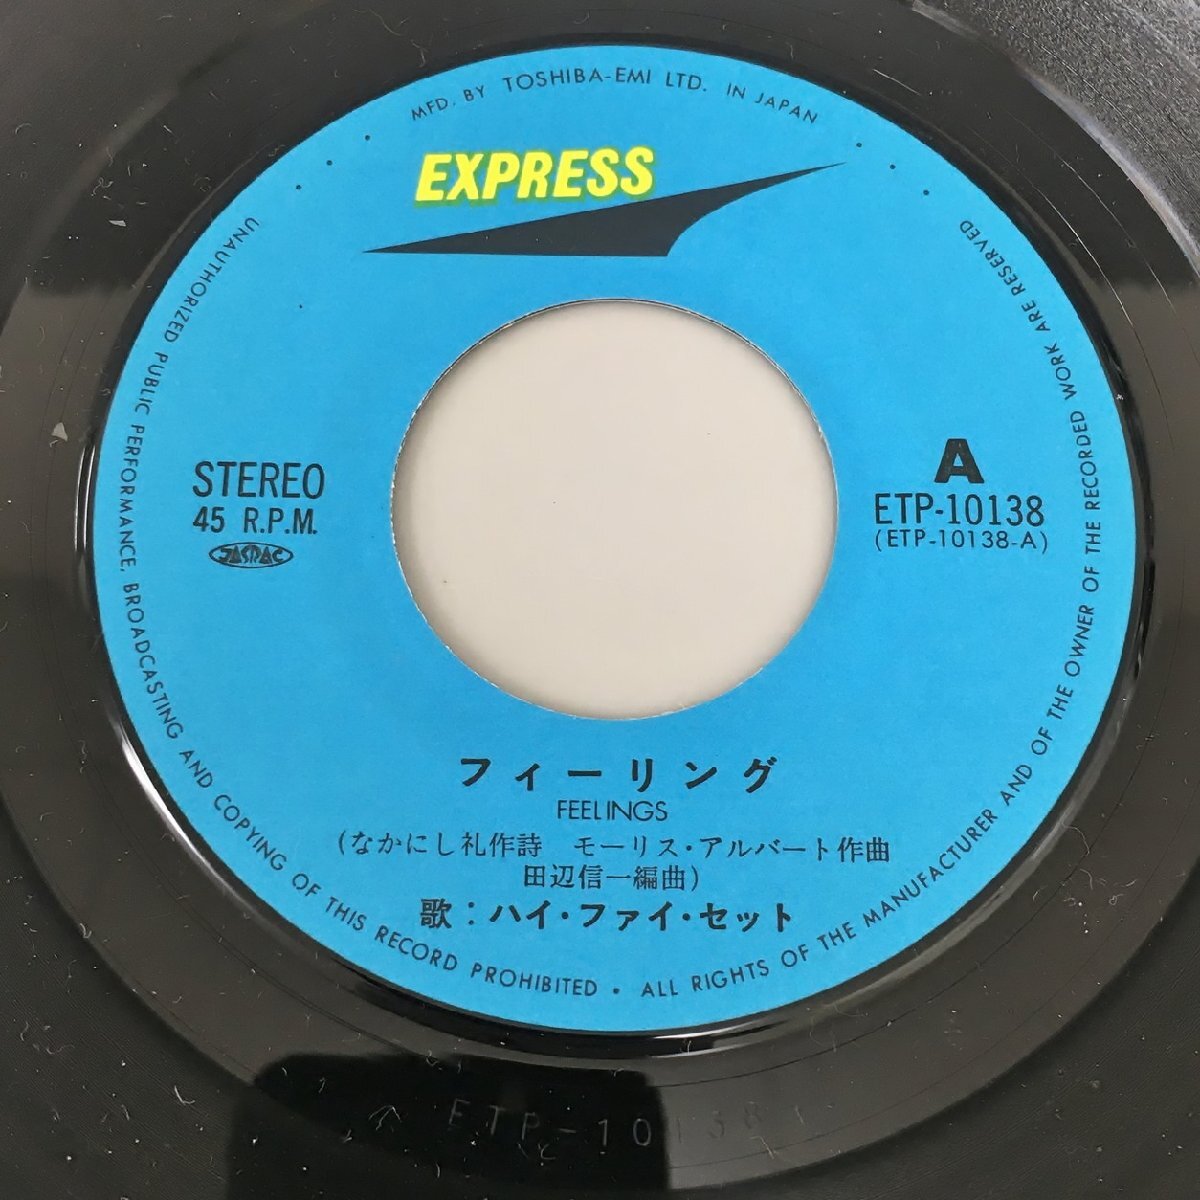 MFD. BY TOSHIBA-EMI LTD. IN JAPAN
EXPRESS
STEREO
45 R.P.M.
JASRAC
A
ETP-10138
(ETP-10138-A)
フィーリング
FEELINGS
(なかにし礼作詩 モーリス・アルバート作曲
田辺信一編曲)
歌:ハイ・ファイ・セット
UNAUTHORIZED PUBLIC PERFORMANCE, BROADCASTING AND COPYING OF THIS RECORD PROHIBITED • ALL RIGHTS OF THE MANUFACTURER AND OF THE OWNER OF THE RECORDED WORK ARE RESERVED
ETP-10138